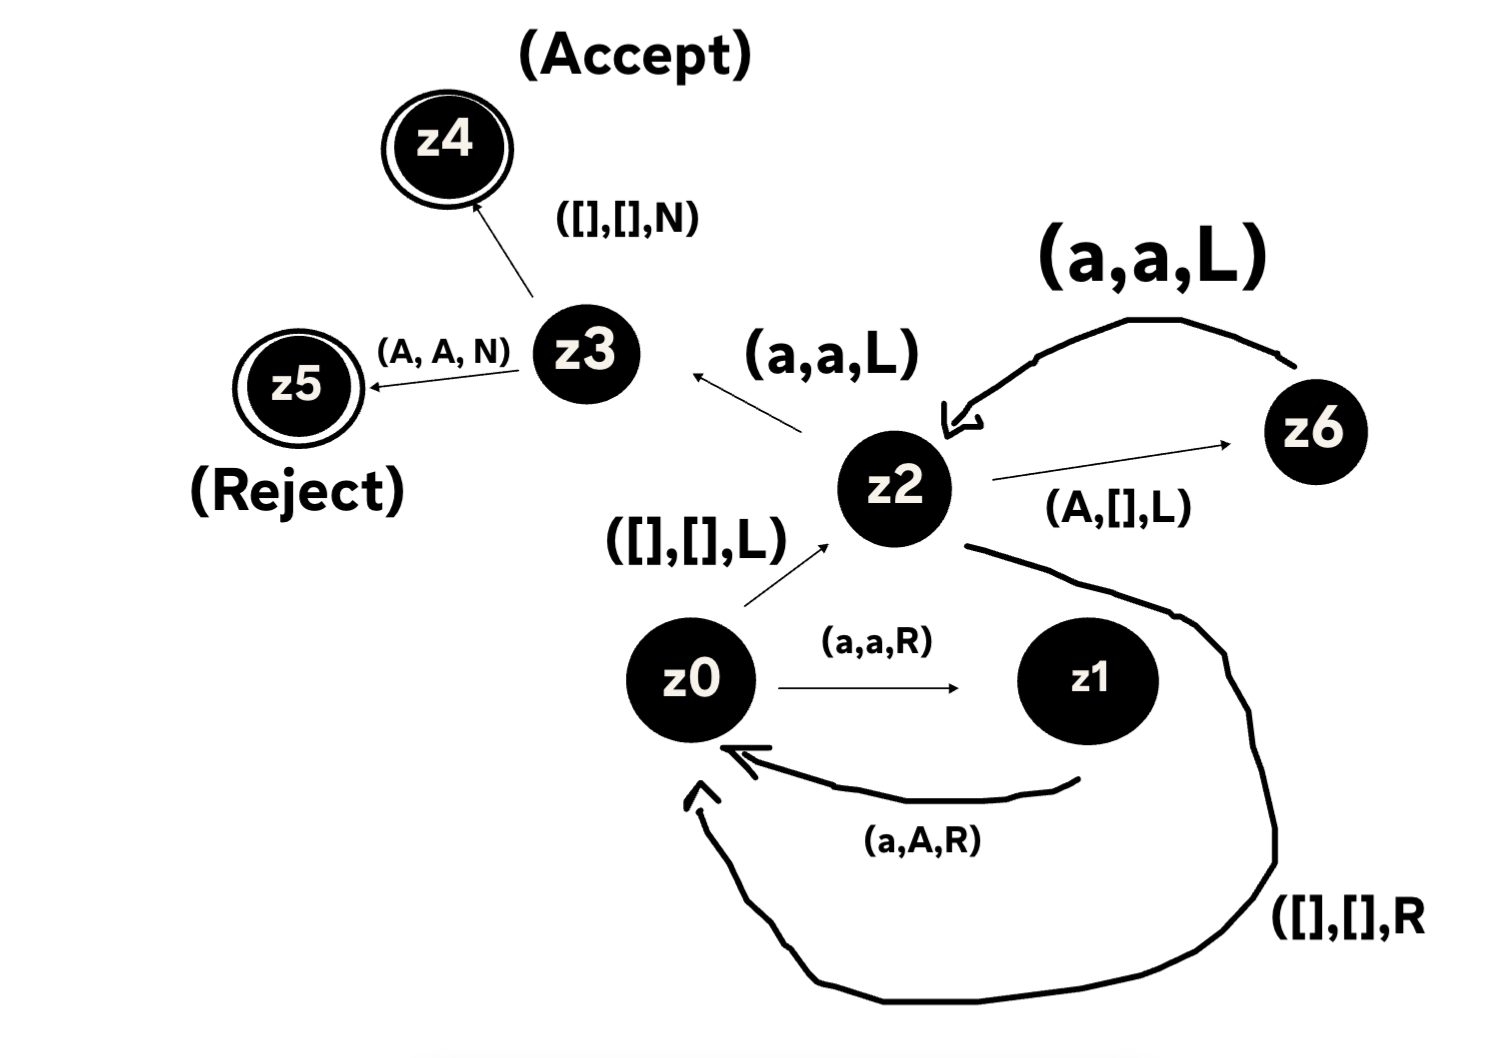 (Accept)
z4
([],[],N)
(a,a,L)
z3
(a,a,L)
(A, A, N)
z5
z6
(Reject)
z2
(A,[],L)
([],[],L)
(a,a,R)
z0
z1
(a,A,R)
([],[],R